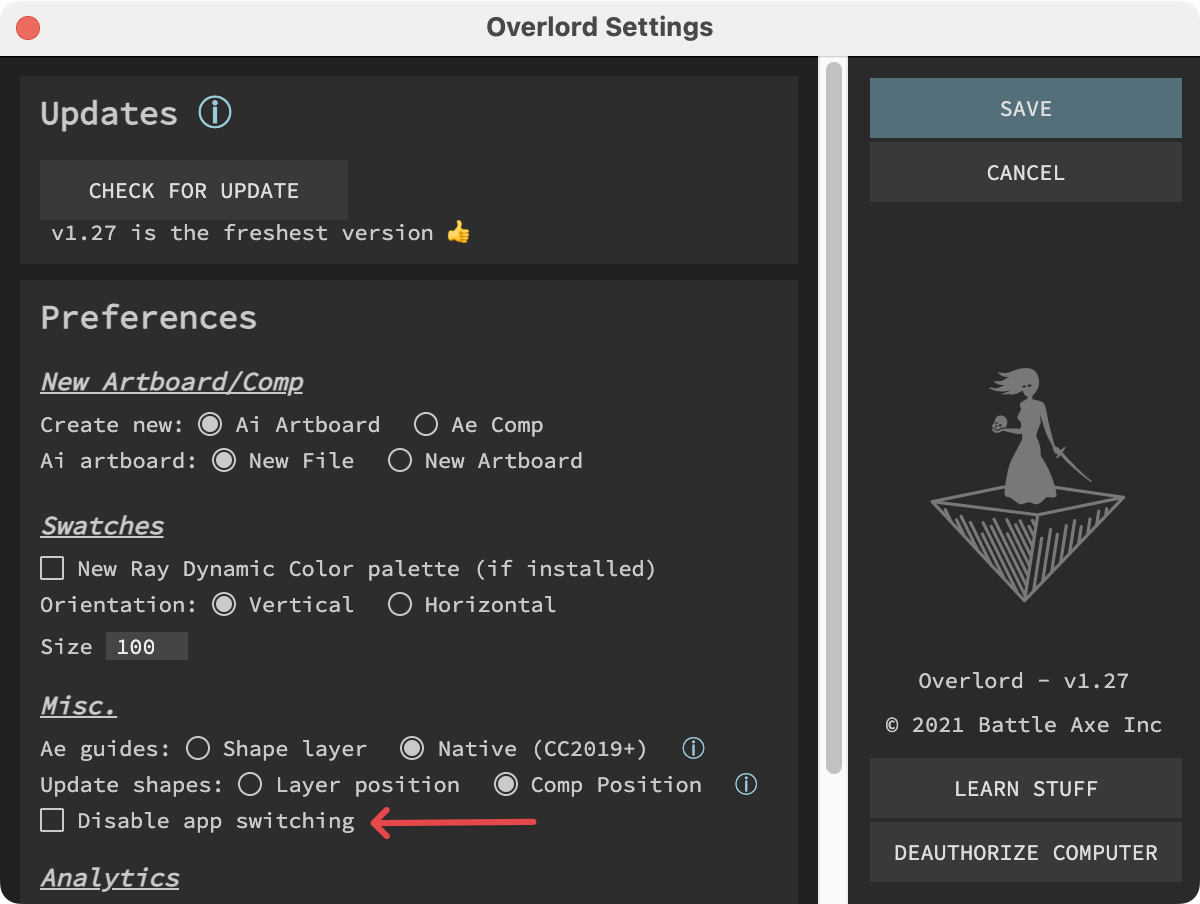 Overlord Settings
Updates ⓘ
CHECK FOR UPDATE
v1.27 is the freshest version 👍
Preferences
New Artboard/Comp
Create new: Ai Artboard Ae Comp
Ai artboard: New File New Artboard
Swatches
New Ray Dynamic Color palette (if installed)
Orientation: Vertical Horizontal
Size 100
Misc.
Ae guides: Shape layer Native (CC2019+) ⓘ
Update shapes: Layer position Comp Position ⓘ
Disable app switching
Analytics
SAVE
CANCEL
Overlord – v1.27
© 2021 Battle Axe Inc
LEARN STUFF
DEAUTHORIZE COMPUTER